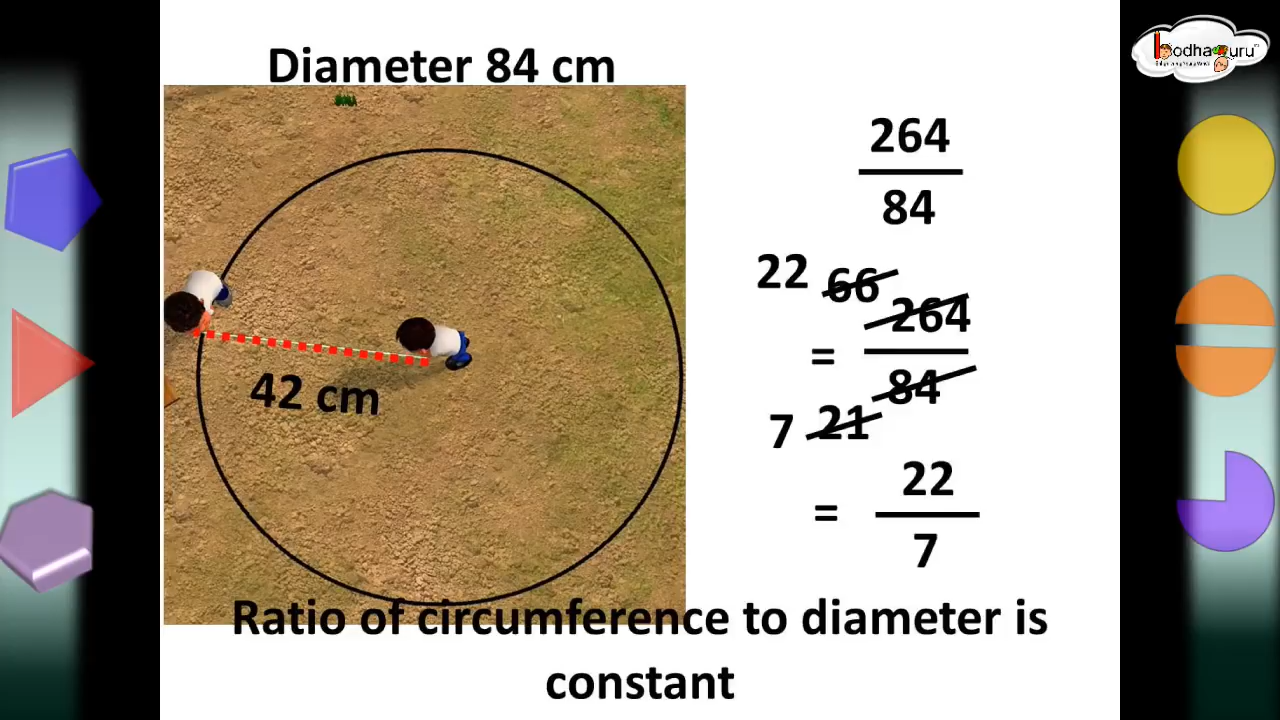 Diameter 84 cm
42 cm
264
84
22 66
264
=
84
7 21
22
=
7
Ratio of circumference to diameter is
constant